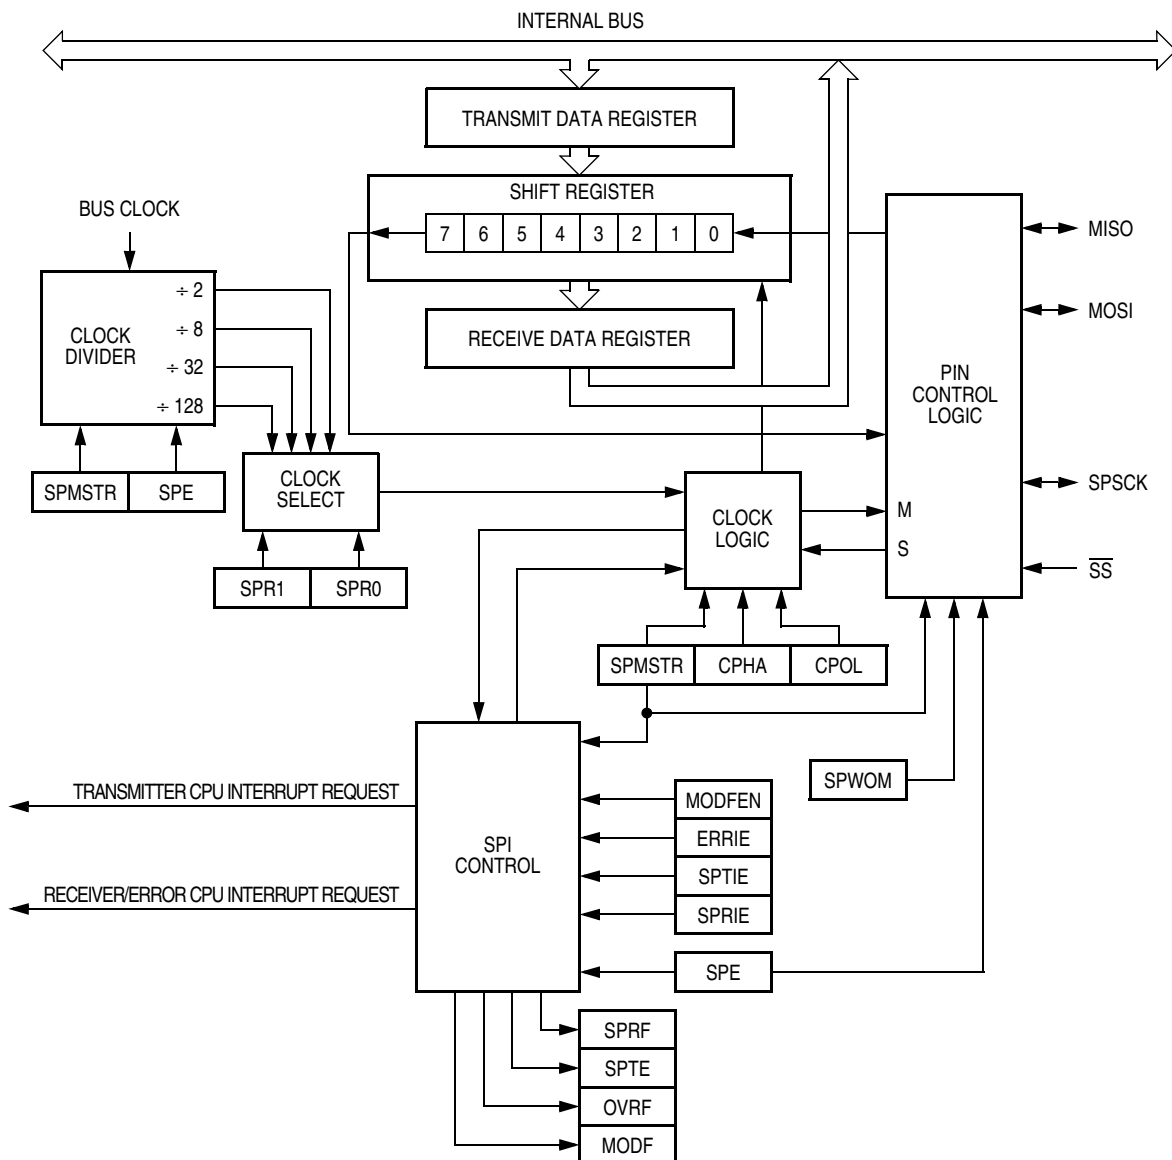 INTERNAL BUS
TRANSMIT DATA REGISTER
SHIFT REGISTER
7 6 5 4 3 2 1 0
RECEIVE DATA REGISTER
BUS CLOCK
CLOCK
DIVIDER
÷ 2
÷ 8
÷ 32
÷ 128
SPMSTR SPE
CLOCK
SELECT
SPR1 SPR0
PIN
CONTROL
LOGIC
M
S
MISO
MOSI
SPSCK
SS
CLOCK
LOGIC
SPMSTR CPHA CPOL
SPWOM
TRANSMITTER CPU INTERRUPT REQUEST
RECEIVER/ERROR CPU INTERRUPT REQUEST
SPI
CONTROL
MODFEN
ERRIE
SPTIE
SPRIE
SPE
SPRF
SPTE
OVRF
MODF